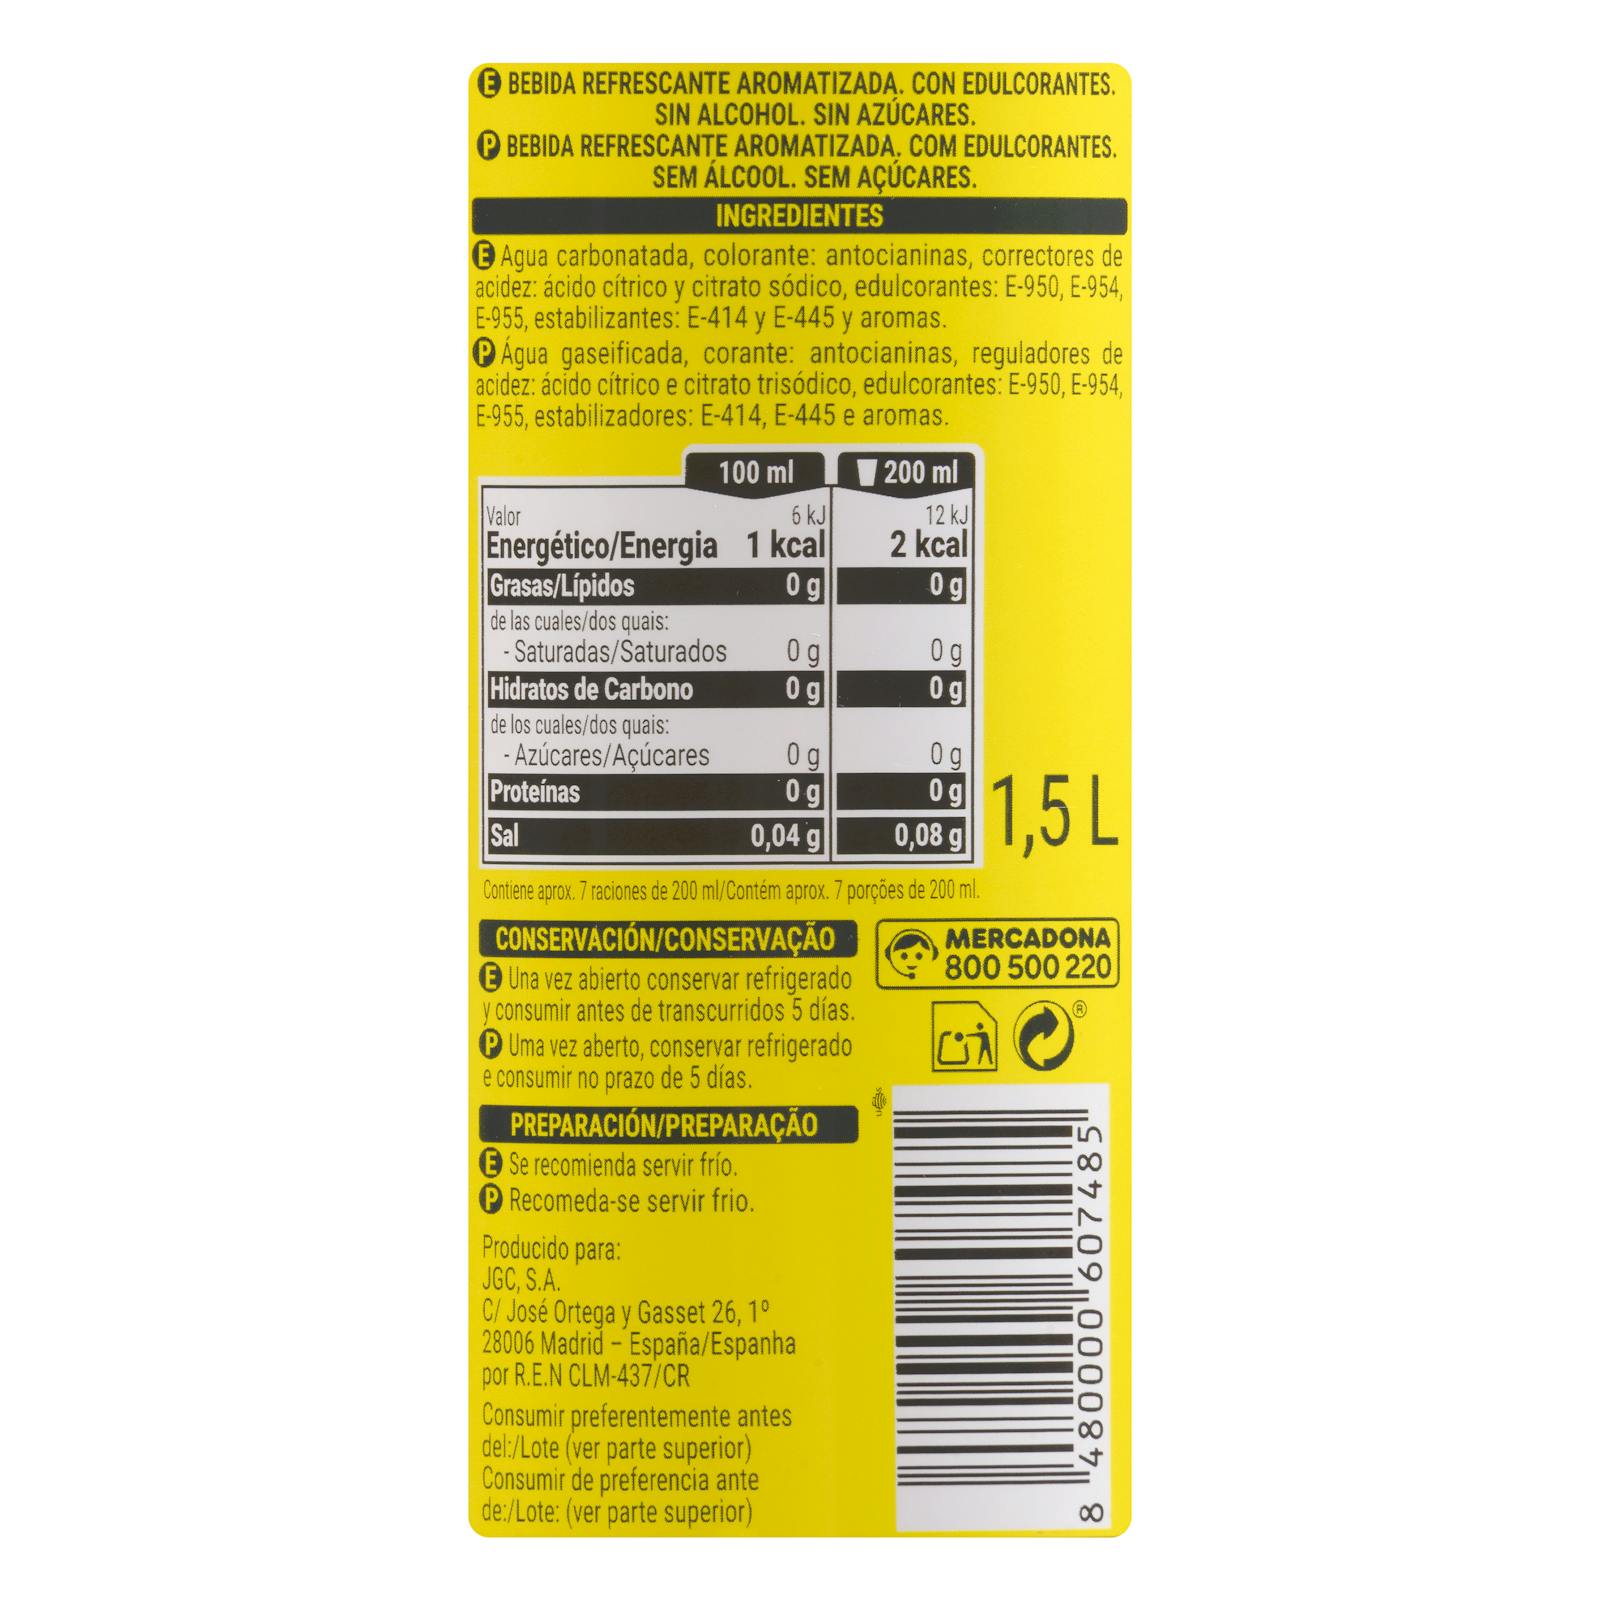 E BEBIDA REFRESCANTE AROMATIZADA. CON EDULCORANTES.
SIN ALCOHOL. SIN AZÚCARES.
P BEBIDA REFRESCANTE AROMATIZADA. COM EDULCORANTES.
SEM ÁLCOOL. SEM AÇÚCARES.
INGREDIENTES
E Agua carbonatada, colorante: antocianinas, correctores de
acidez: ácido cítrico y citrato sódico, edulcorantes: E-950, E-954,
E-955, estabilizantes: E-414 y E-445 y aromas.
P Água gaseificada, corante: antocianinas, reguladores de
acidez: ácido cítrico e citrato trisódico, edulcorantes: E-950, E-954,
E-955, estabilizadores: E-414, E-445 e aromas.
100 ml 200 ml
Valor 6 kJ 12 kJ
Energético/Energia 1 kcal 2 kcal
Grasas/Lípidos 0 g 0 g
de las cuales/dos quais:
- Saturadas/Saturados 0 g 0 g
Hidratos de Carbono 0 g 0 g
de los cuales/dos quais:
- Azúcares/Açúcares 0 g 0 g
Proteínas 0 g 0 g
Sal 0,04 g 0,08 g
1,5 L
Contiene aprox. 7 raciones de 200 ml/Contém aprox. 7 porções de 200 ml.
CONSERVACIÓN/CONSERVAÇÃO
E Una vez abierto conservar refrigerado
y consumir antes de transcurridos 5 días.
P Uma vez aberto, conservar refrigerado
e consumir no prazo de 5 días.
MERCADONA
800 500 220
®
PREPARACIÓN/PREPARAÇÃO
E Se recomienda servir frío.
P Recomeda-se servir frio.
Producido para:
JGC, S.A.
C/ José Ortega y Gasset 26, 1º
28006 Madrid – España/Espanha
por R.E.N CLM-437/CR
Consumir preferentemente antes
del:/Lote (ver parte superior)
Consumir de preferencia ante
de:/Lote: (ver parte superior)
8 480000 607485